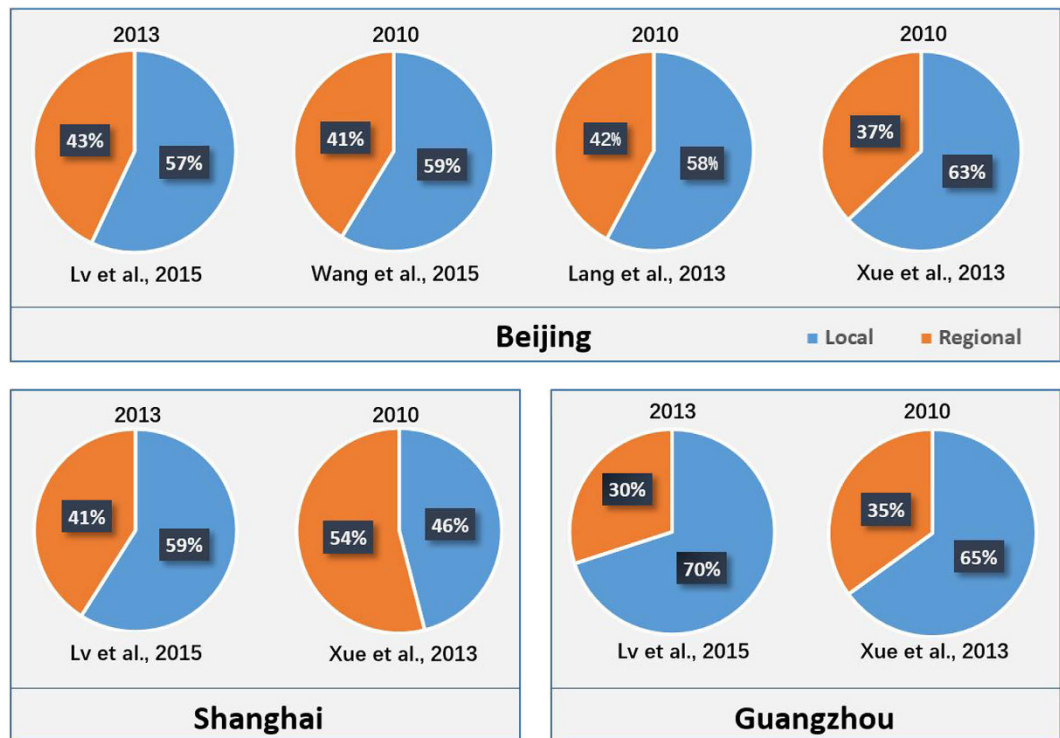 2013 2010 2010 2010
43% 57% 41% 59% 42% 58% 37% 63%
Lv et al., 2015 Wang et al., 2015 Lang et al., 2013 Xue et al., 2013
Beijing Local Regional
2013 2010
41% 59% 54% 46%
Lv et al., 2015 Xue et al., 2013
Shanghai
2013 2010
30% 70% 35% 65%
Lv et al., 2015 Xue et al., 2013
Guangzhou